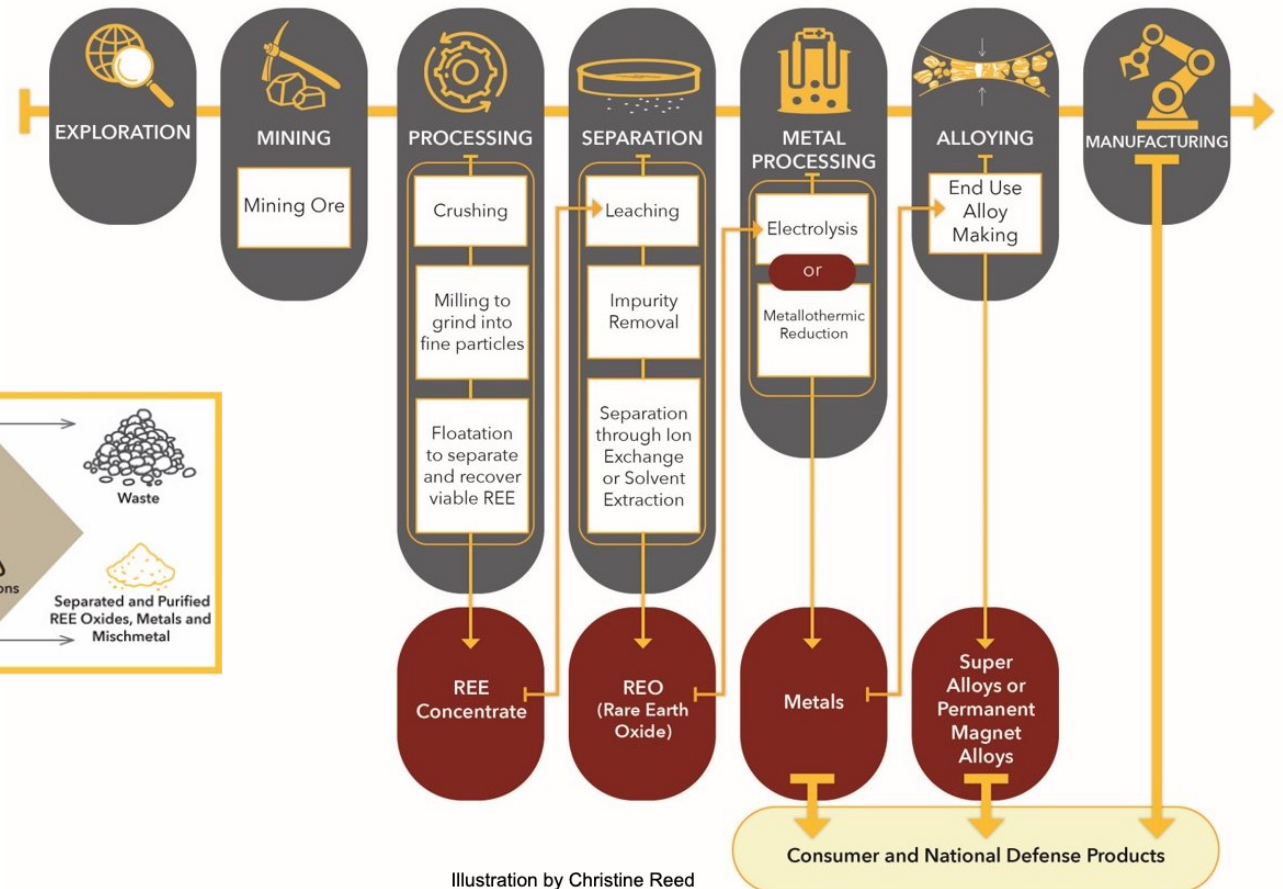 EXPLORATION
MINING
Mining Ore
PROCESSING
Crushing
Milling to
grind into
fine particles
Floatation
to separate
and recover
viable REE
REE
Concentrate
SEPARATION
Leaching
Impurity
Removal
Separation
through Ion
Exchange
or Solvent
Extraction
REO
(Rare Earth
Oxide)
METAL
PROCESSING
Electrolysis
or
Metallothermic
Reduction
Metals
ALLOYING
End Use
Alloy
Making
Super
Alloys or
Permanent
Magnet
Alloys
MANUFACTURING
Consumer and National Defense Products
Waste
Separated and Purified
REE Oxides, Metals and
Mischmetal
Illustration by Christine Reed